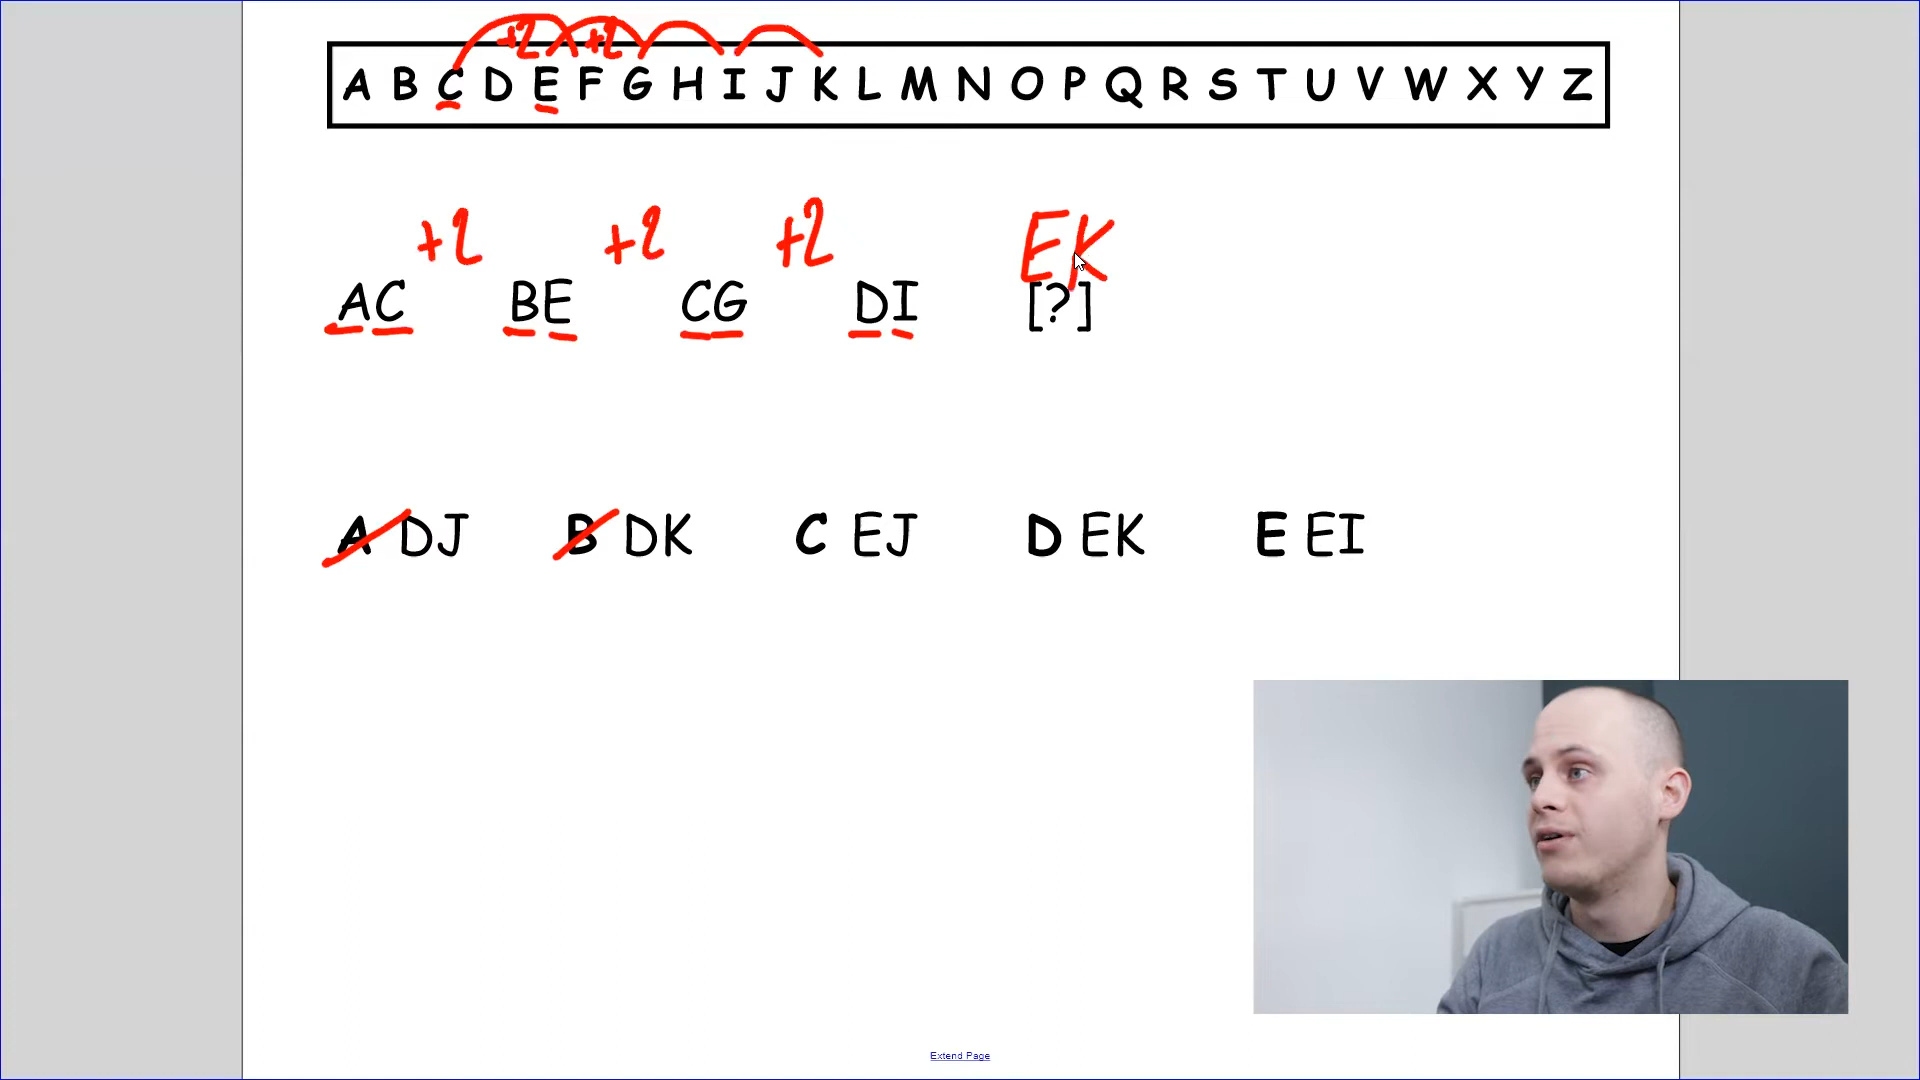 +2 +2
A B C D E F G H I J K L M N O P Q R S T U V W X Y Z
+2 +2 +2 EK
AC BE CG DI [?]
A DJ B DK C EJ D EK E EI
Extend Page